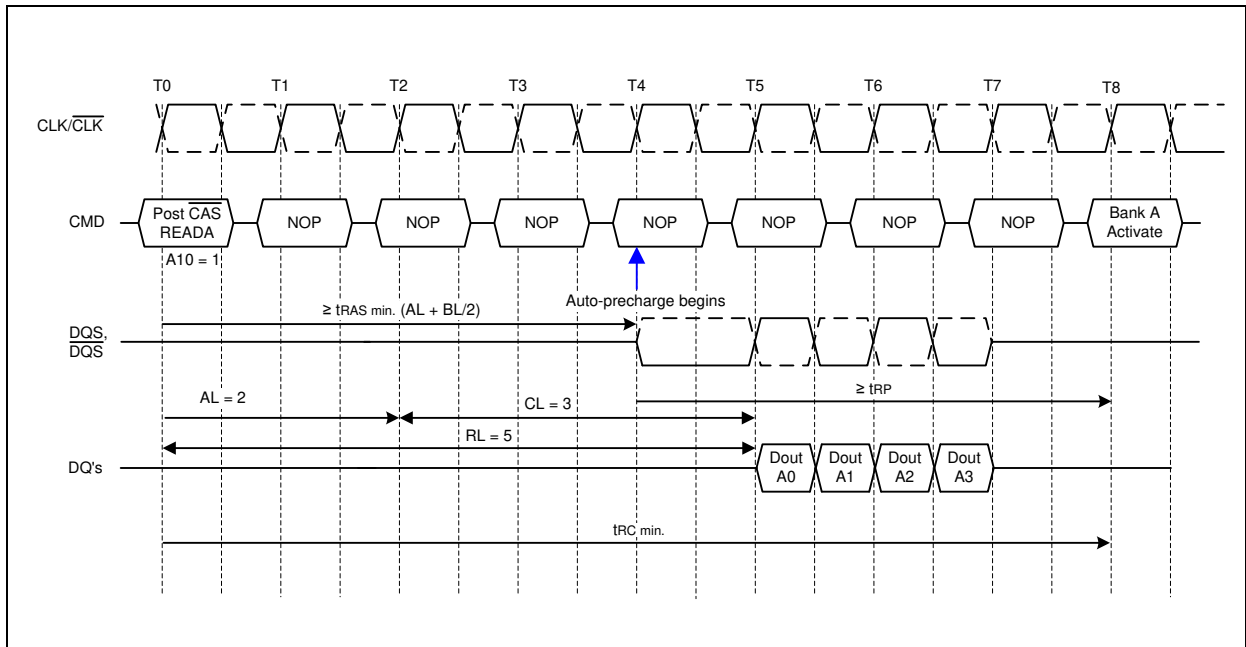 T0 T1 T2 T3 T4 T5 T6 T7 T8
CLK/CLK
CMD
Post CAS
READA
NOP NOP NOP NOP NOP NOP NOP
Bank A
Activate
A10 = 1
Auto-precharge begins
≥ tRAS min. (AL + BL/2)
DQS,
DQS
≥ tRP
AL = 2
CL = 3
RL = 5
DQ's
Dout
A0
Dout
A1
Dout
A2
Dout
A3
tRC min.